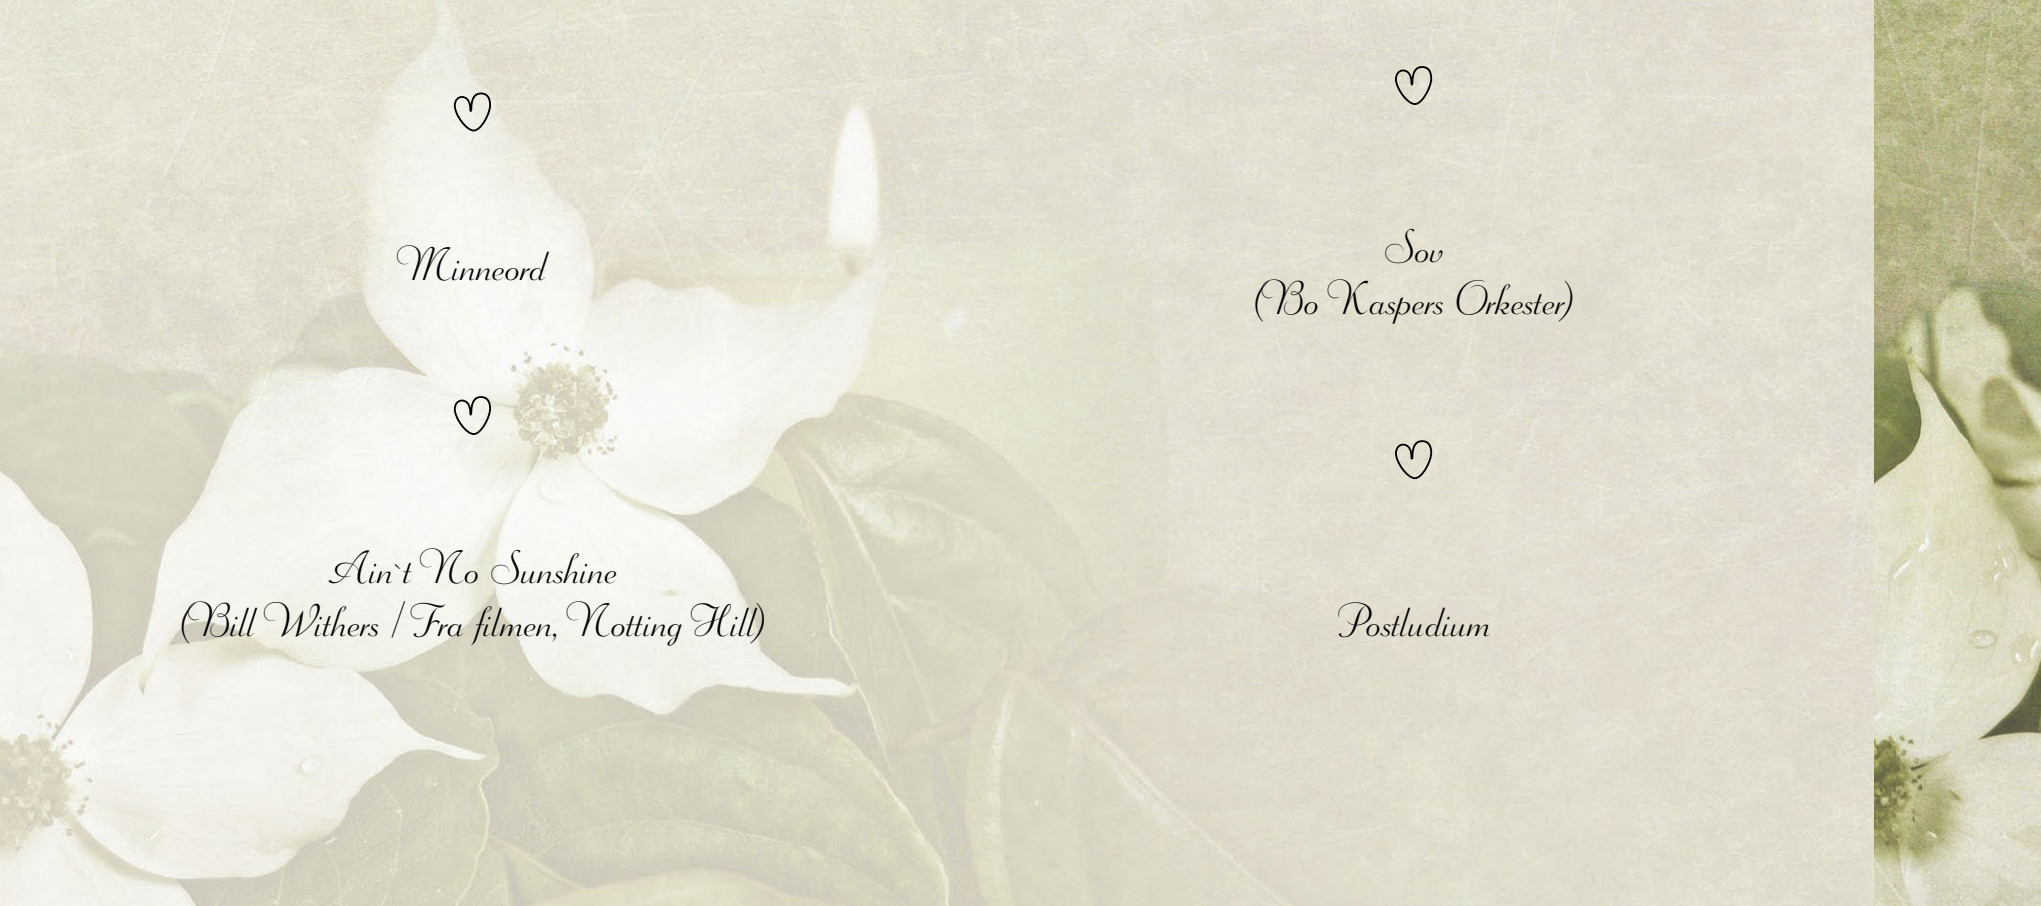 Minneord
Ain`t No Sunshine
(Bill Withers / Fra filmen, Notting Hill)
Sov
(Bo Kaspers Orkester)
Postludium